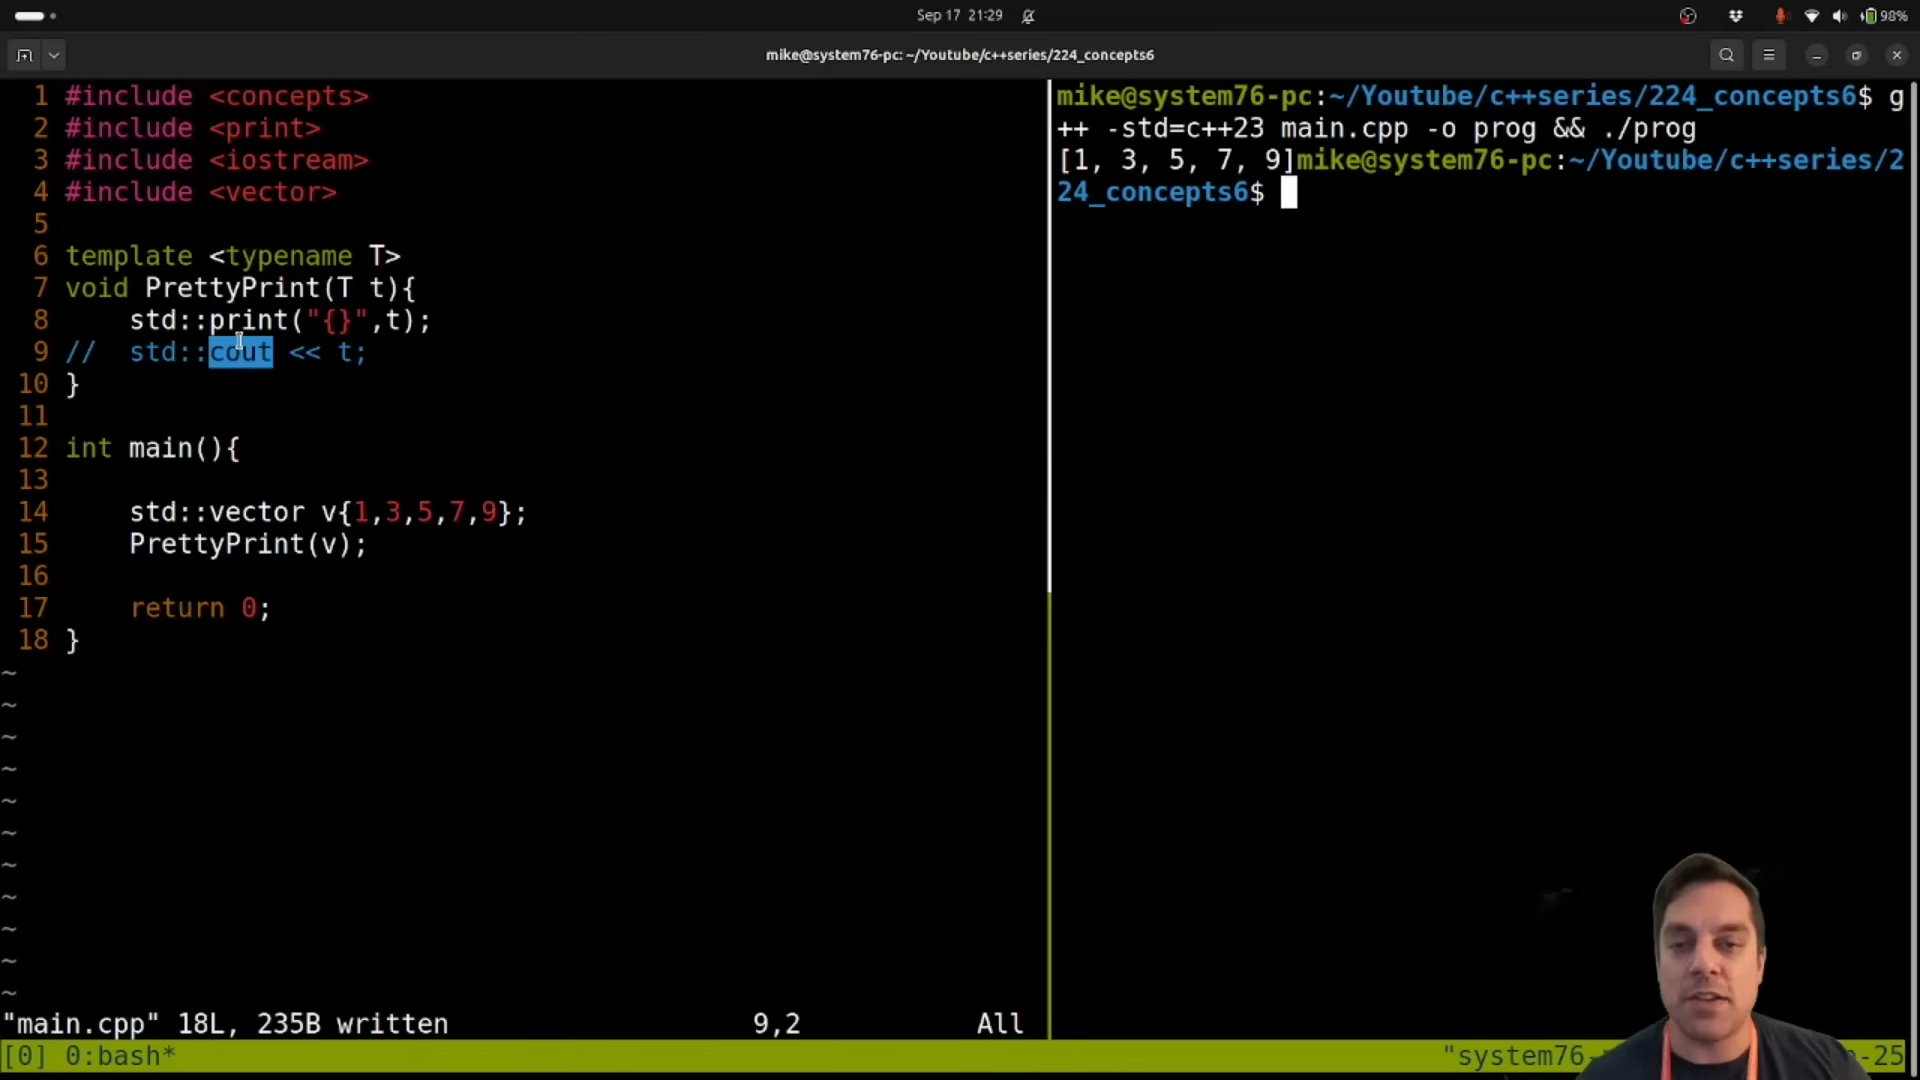 Sep 17 21:29
98%
mike@system76-pc: ~/Youtube/c++series/224_concepts6
1 #include <concepts>
2 #include <print>
3 #include <iostream>
4 #include <vector>
5
6 template <typename T>
7 void PrettyPrint(T t){
8     std::print("{}",t);
9 //  std::cout << t;
10 }
11
12 int main(){
13
14     std::vector v{1,3,5,7,9};
15     PrettyPrint(v);
16
17     return 0;
18 }
~
~
~
~
~
~
~
~
~
~
~
"main.cpp" 18L, 235B written 9,2 All
mike@system76-pc:~/Youtube/c++series/224_concepts6$ g
++ -std=c++23 main.cpp -o prog && ./prog
[1, 3, 5, 7, 9]mike@system76-pc:~/Youtube/c++series/2
24_concepts6$
[0] 0:bash* "system76- -25